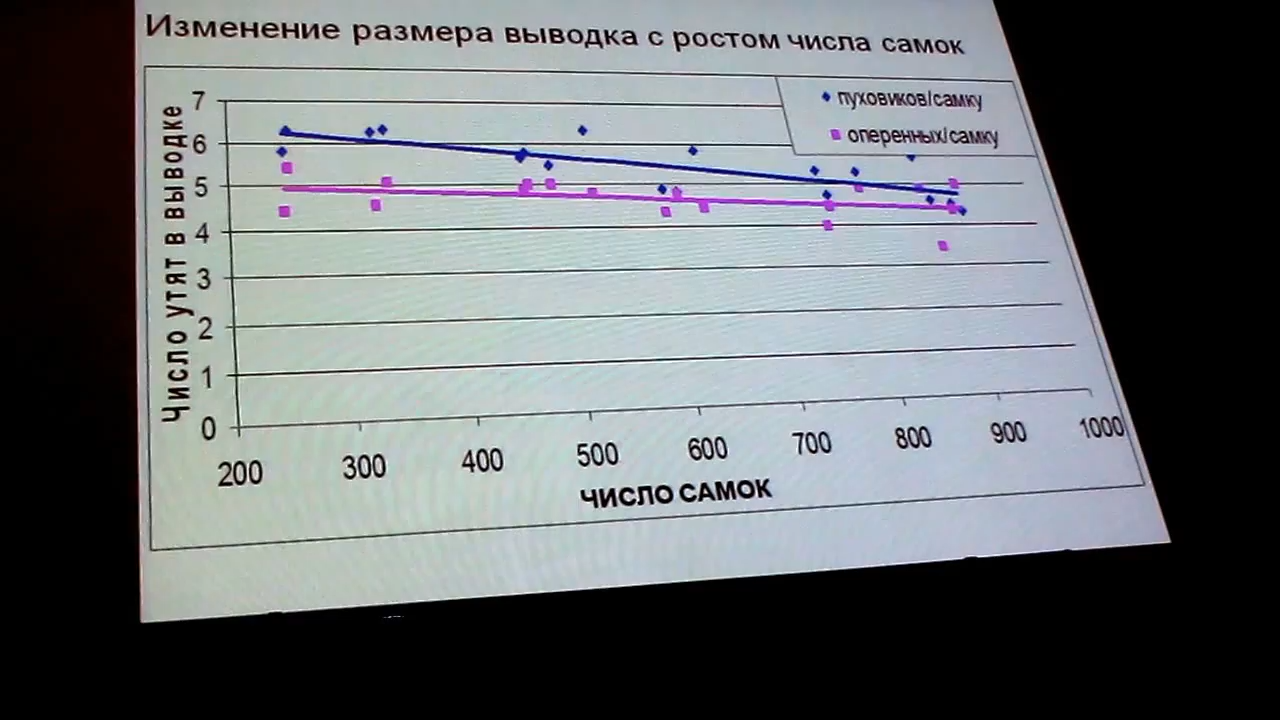 Изменение размера выводка с ростом числа самок
пуховиков/самку
оперенных/самку
Число утят в выводке
7
6
5
4
3
2
1
0
200 300 400 500 600 700 800 900 1000
ЧИСЛО САМОК